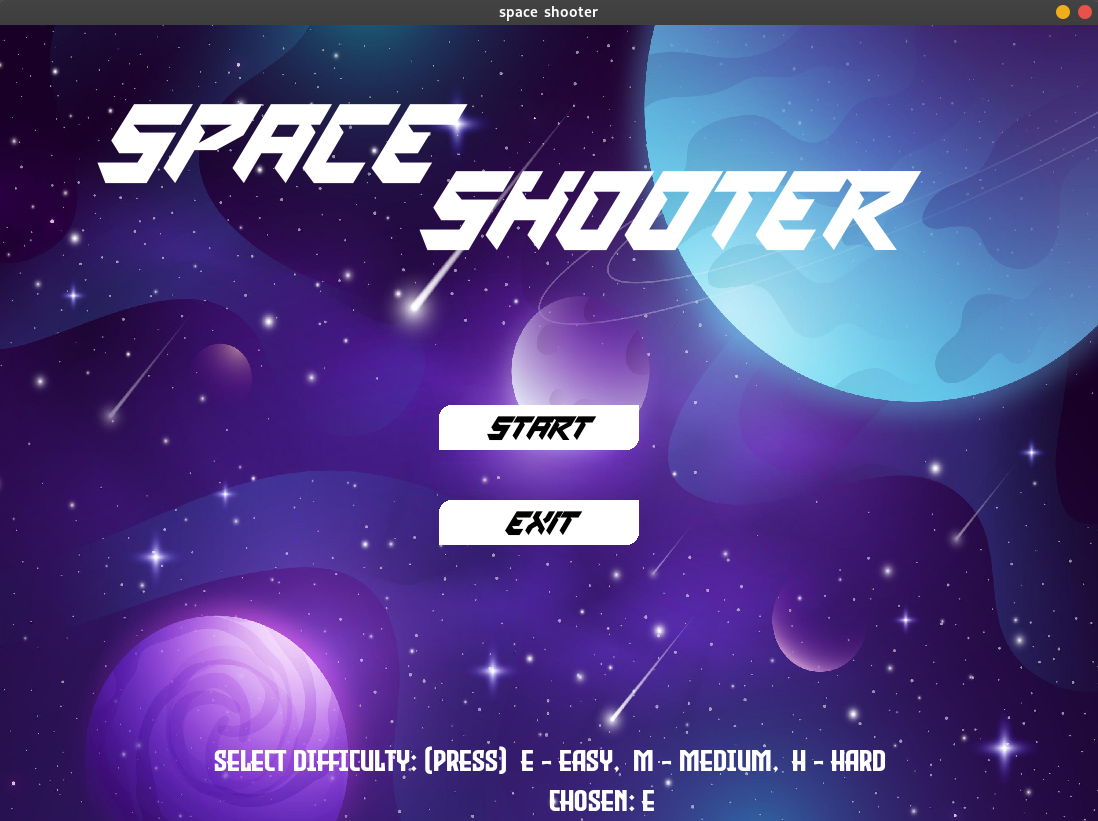 space shooter
SPACE
SHOOTER
START
EXIT
SELECT DIFFICULTY: (PRESS) E - EASY, M - MEDIUM, H - HARD
CHOSEN: E